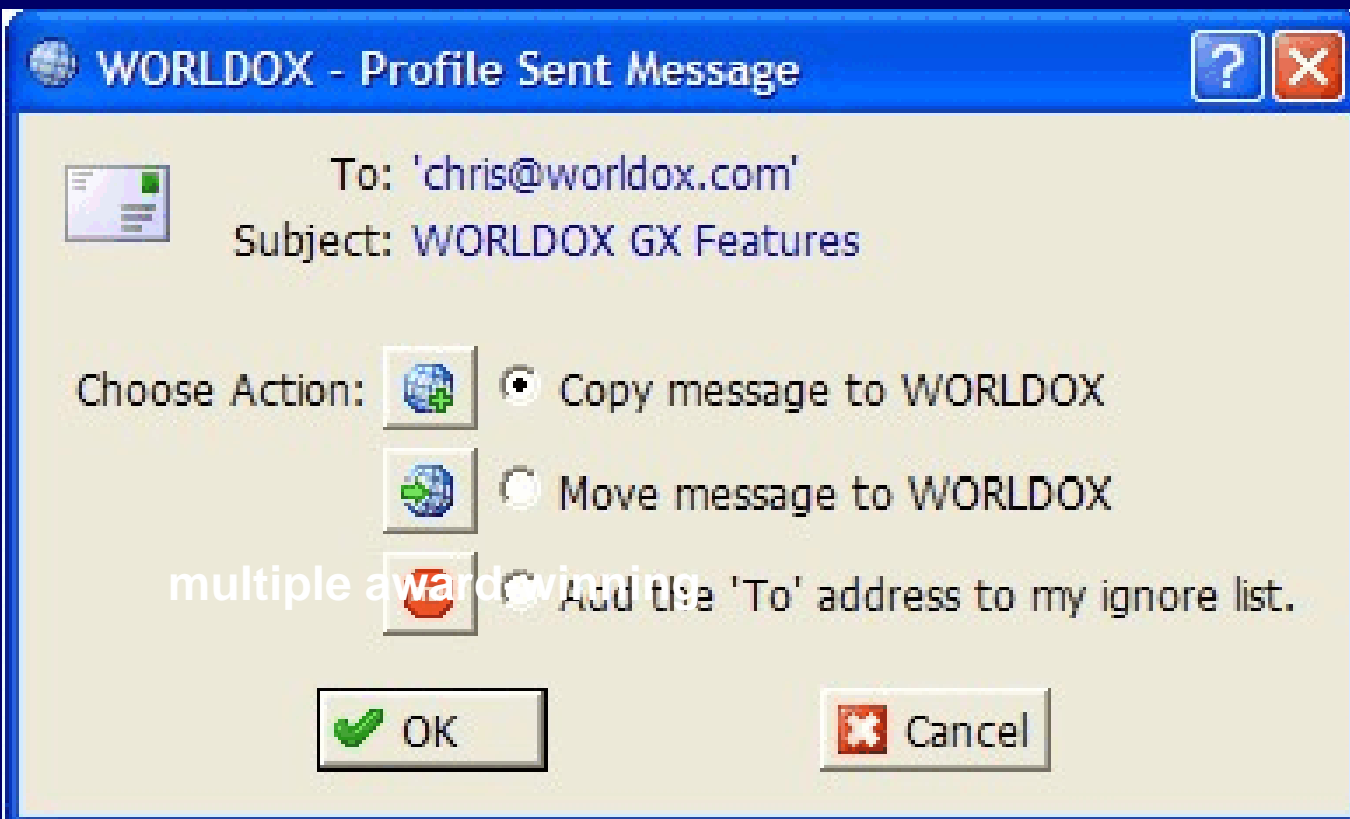 WORLDOX - Profile Sent Message
To: 'chris@worldox.com'
Subject: WORLDOX GX Features
Choose Action: Copy message to WORLDOX
Move message to WORLDOX
multiple award winning
Add the 'To' address to my ignore list.
OK Cancel